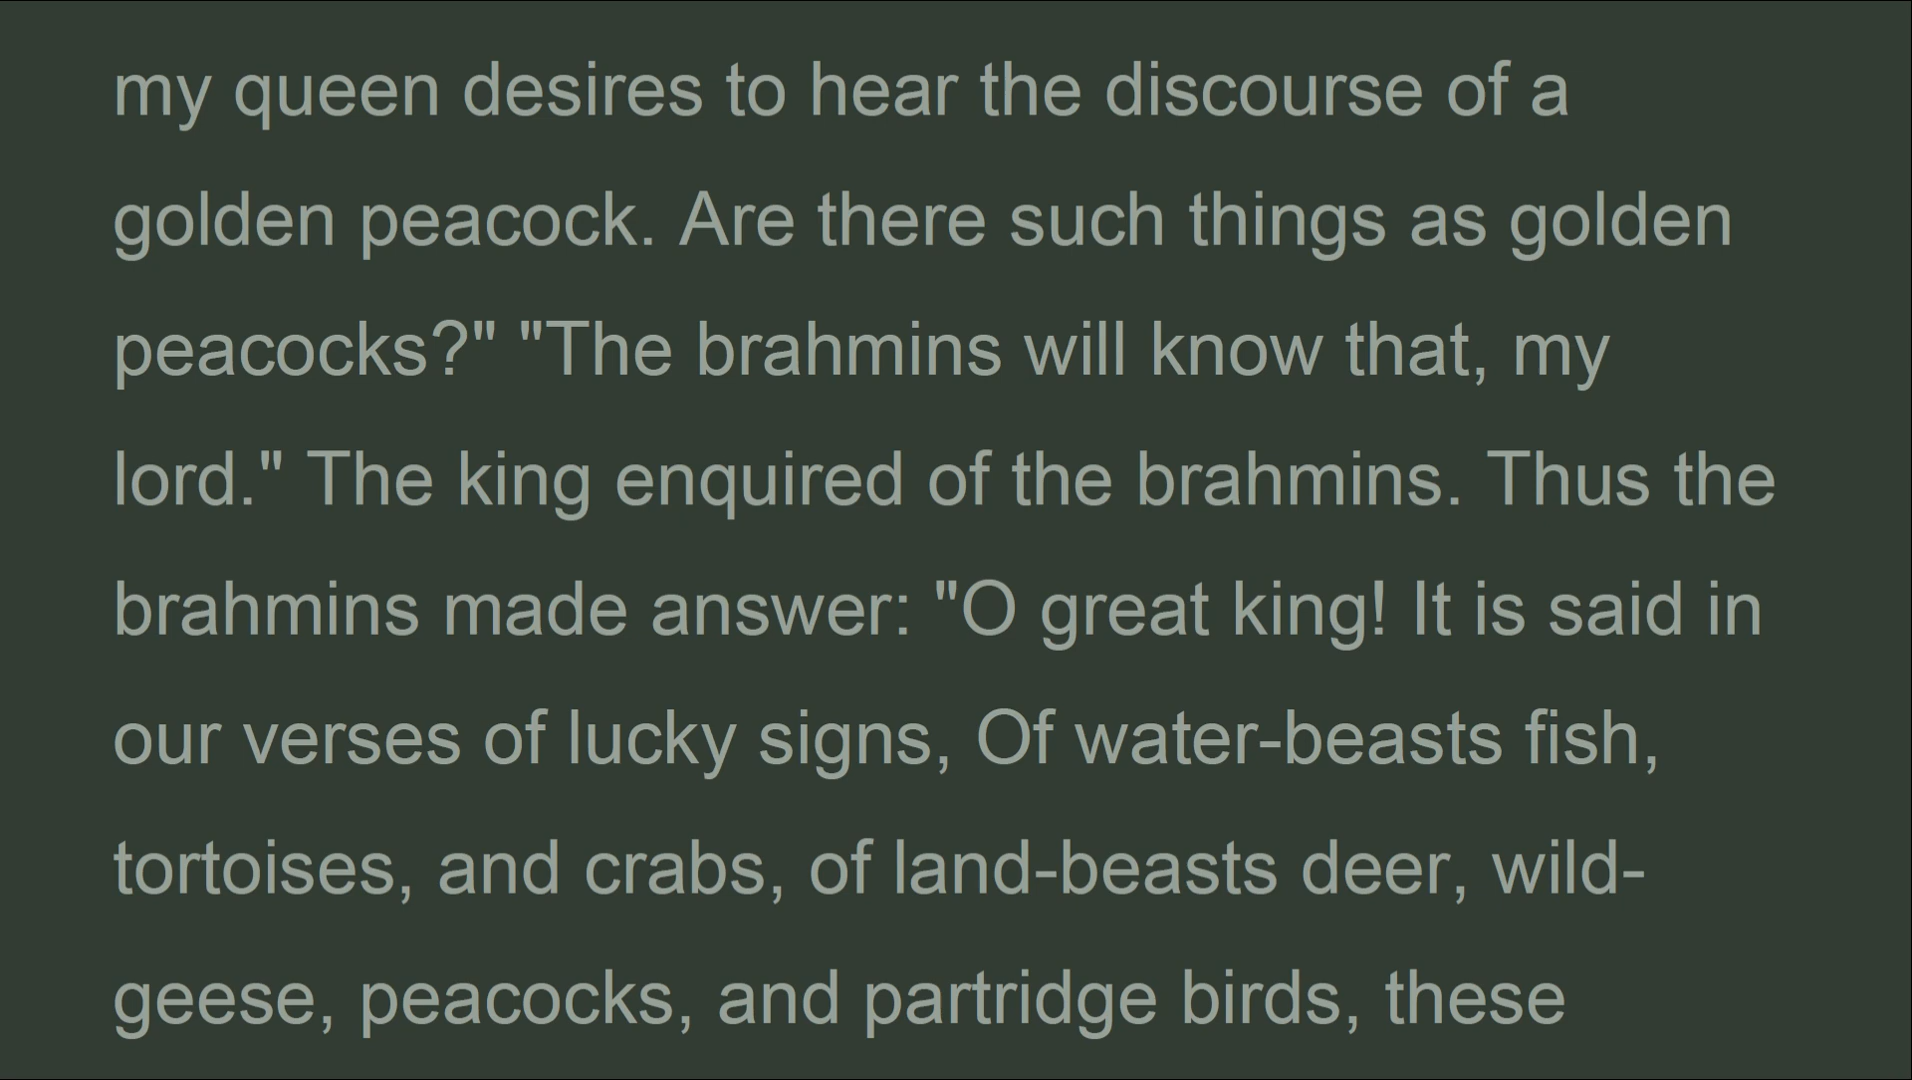 my queen desires to hear the discourse of a
golden peacock. Are there such things as golden
peacocks?" "The brahmins will know that, my
lord." The king enquired of the brahmins. Thus the
brahmins made answer: "O great king! It is said in
our verses of lucky signs, Of water-beasts fish,
tortoises, and crabs, of land-beasts deer, wild-
geese, peacocks, and partridge birds, these